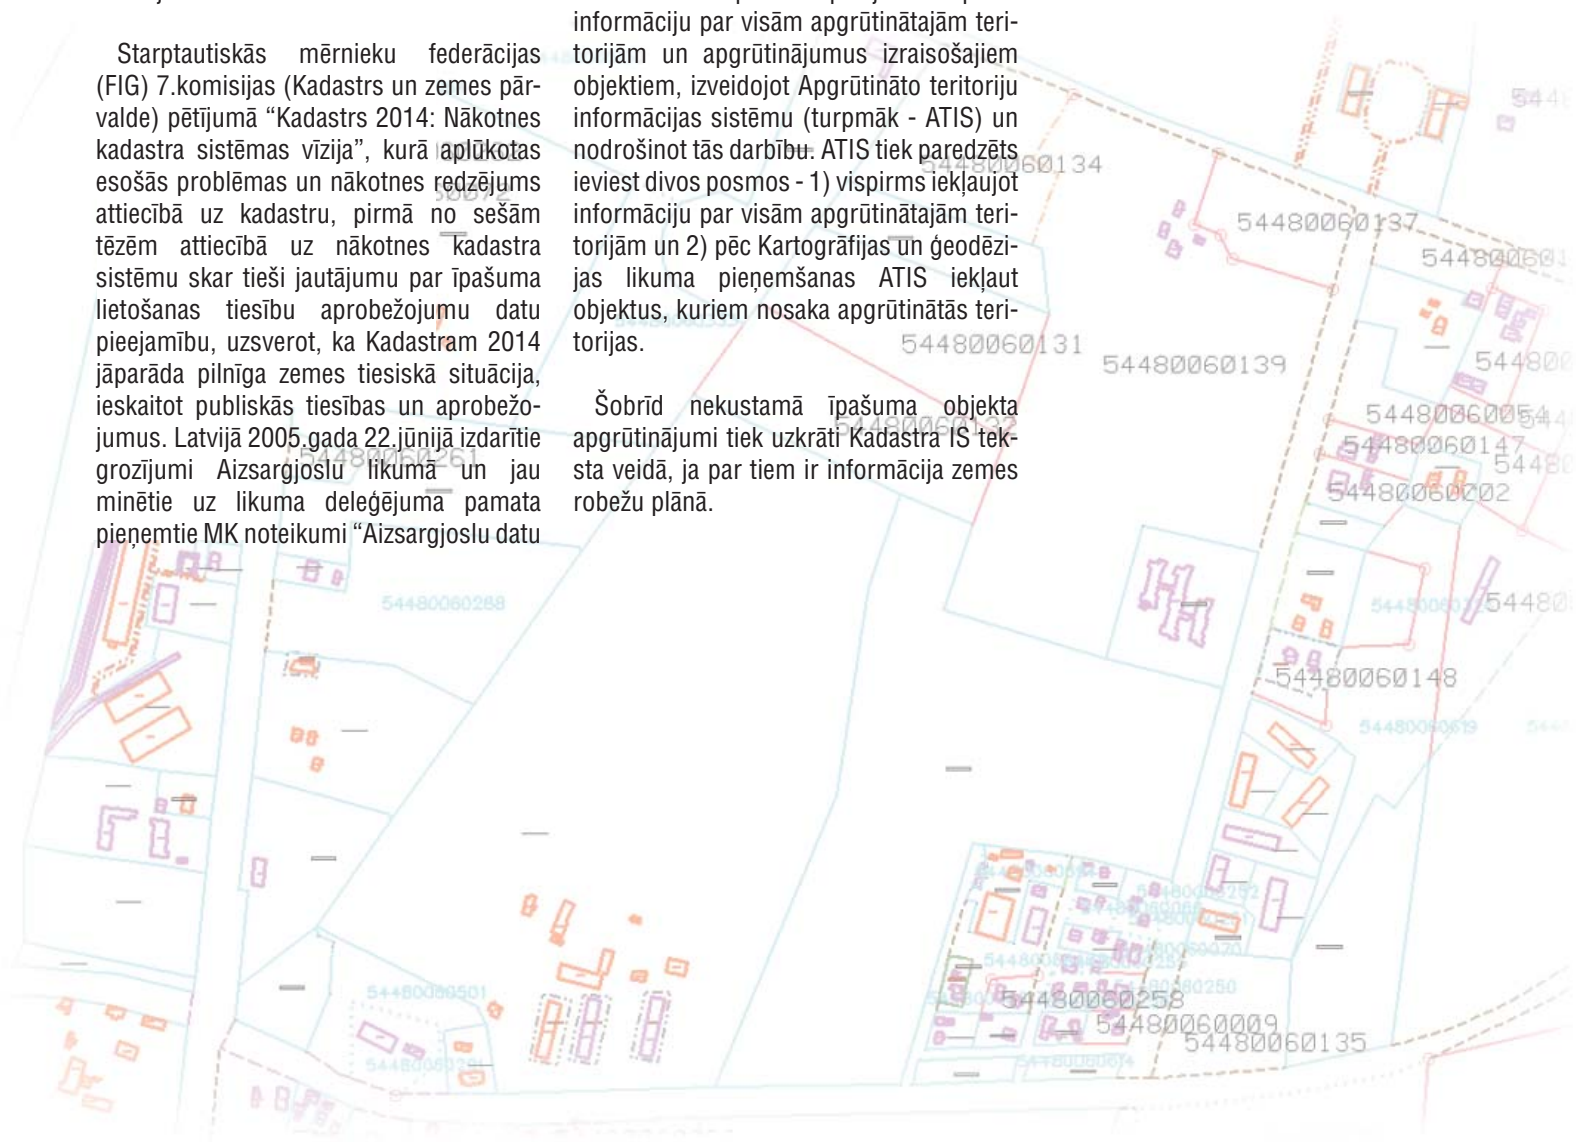 Starptautiskās mērnieku federācijas
(FIG) 7.komisijas (Kadastrs un zemes pār-
valde) pētījumā “Kadastrs 2014: Nākotnes
kadastra sistēmas vīzija”, kurā aplūkotas
esošās problēmas un nākotnes redzējums
attiecībā uz kadastru, pirmā no sešām
tēzēm attiecībā uz nākotnes kadastra
sistēmu skar tieši jautājumu par īpašuma
lietošanas tiesību aprobežojumu datu
pieejamību, uzsverot, ka Kadastram 2014
jāparāda pilnīga zemes tiesiskā situācija,
ieskaitot publiskās tiesības un aprobežo-
jumus. Latvijā 2005.gada 22.jūnijā izdarītie
grozījumi Aizsargjoslu likumā un jau
minētie uz likuma deleģējuma pamata
pieņemtie MK noteikumi “Aizsargjoslu datu
informāciju par visām apgrūtinātajām teri-
torijām un apgrūtinājumus izraisošajiem
objektiem, izveidojot Apgrūtināto teritoriju
informācijas sistēmu (turpmāk - ATIS) un
nodrošinot tās darbību. ATIS tiek paredzēts
ieviest divos posmos - 1) vispirms iekļaujot
informāciju par visām apgrūtinātajām teri-
torijām un 2) pēc Kartogrāfijas un ģeodēzi-
jas likuma pieņemšanas ATIS iekļaut
objektus, kuriem nosaka apgrūtinātās teri-
torijas.
Šobrīd nekustamā īpašuma objekta
apgrūtinājumi tiek uzkrāti Kadastra IS tek-
sta veidā, ja par tiem ir informācija zemes
robežu plānā.
54480060134
54480060137
54480060131
54480060139
54480060132
54480060054
54480060147
54480060202
54480060261
54480060268
54480060148
54480060619
54480060501
54480060250
54480060258
54480060009
54480060135
54480060614